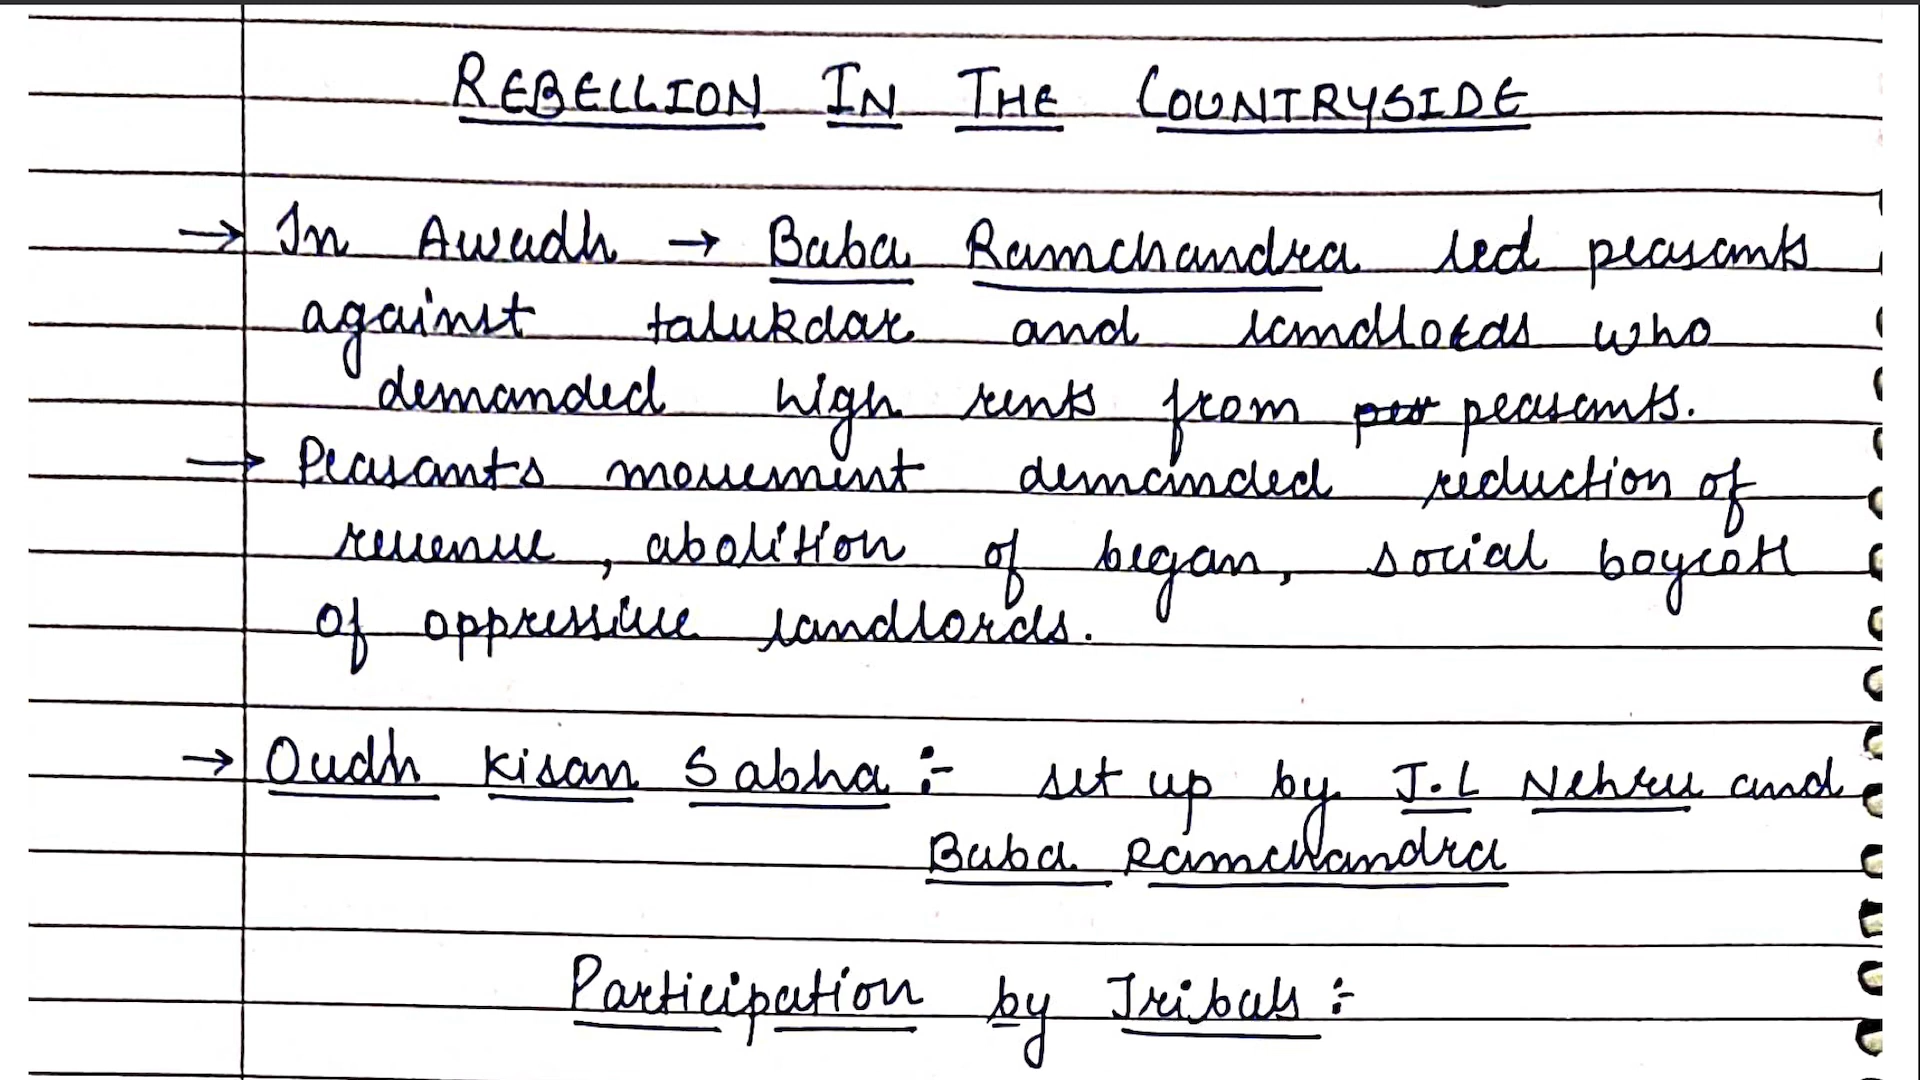 REBELLION IN THE COUNTRYSIDE
→ In Awadh → Baba Ramchandra led peasants
against talukdar and landlords who
demanded high rents from peasants.
→ Peasants movement demanded reduction of
revenue, abolition of began, social boycott
of oppressive landlords.
→ Oudh Kisan Sabha :- set up by J.L Nehru and
Baba Ramchandra
Participation by Tribals :-